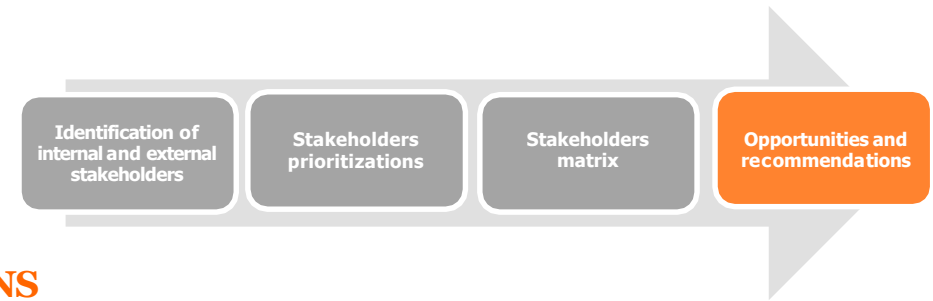 Identification of
internal and external
stakeholders
Stakeholders
prioritizations
Stakeholders
matrix
Opportunities and
recommendations
NS